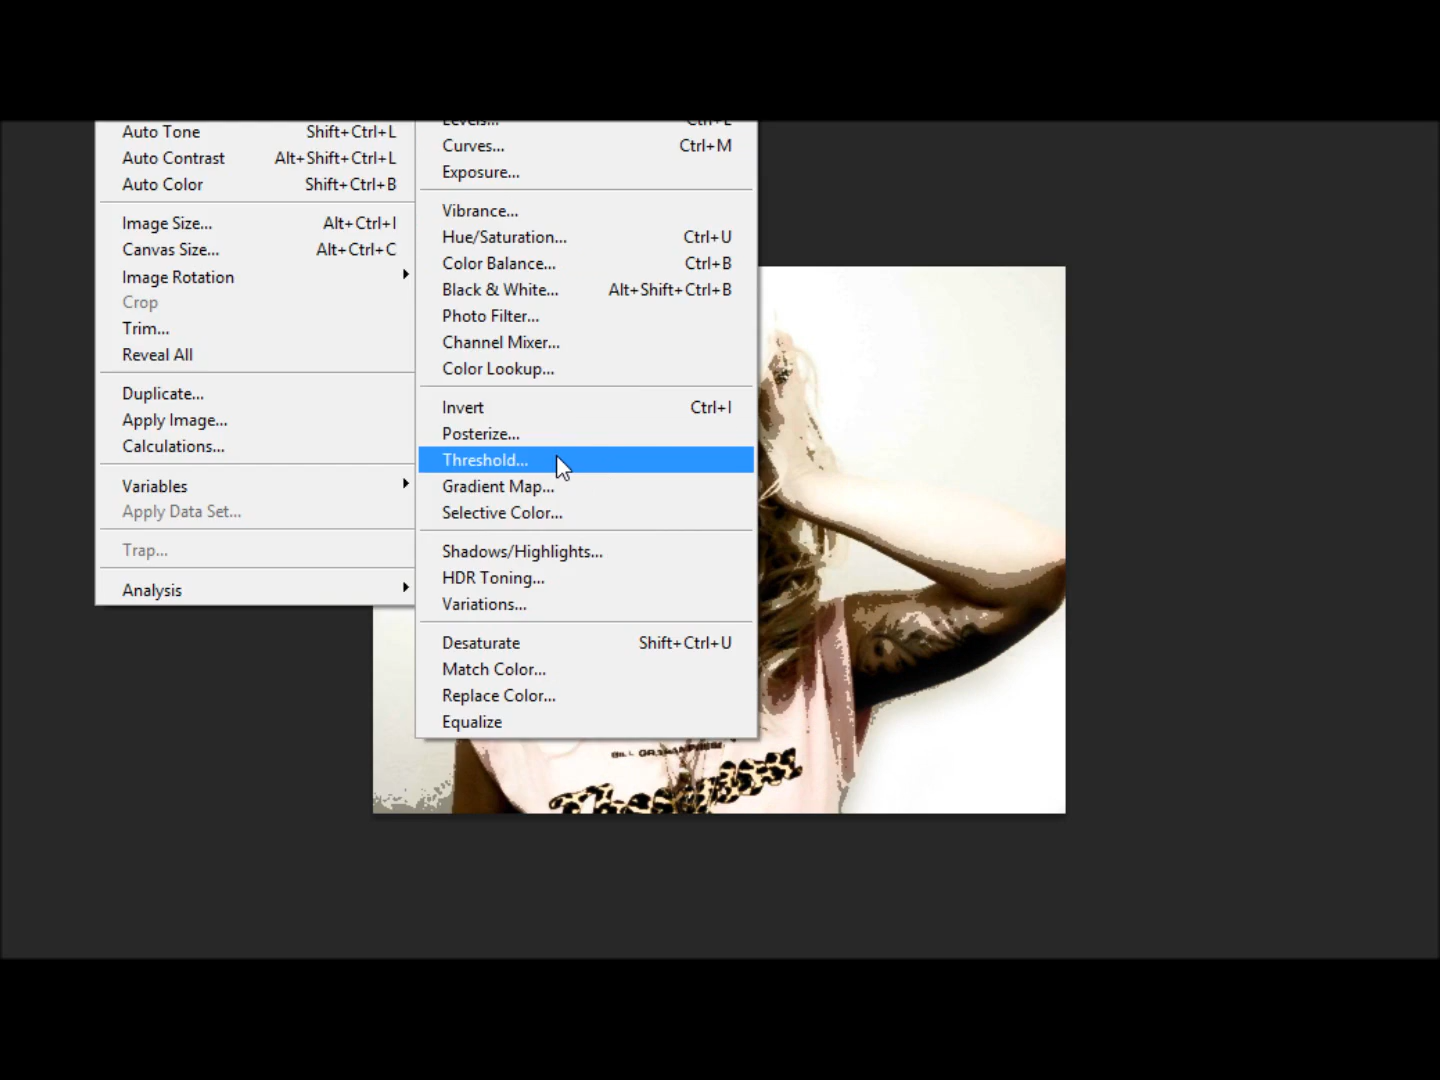 Auto Tone Shift+Ctrl+L
Auto Contrast Alt+Shift+Ctrl+L
Auto Color Shift+Ctrl+B
Image Size... Alt+Ctrl+I
Canvas Size... Alt+Ctrl+C
Image Rotation
Crop
Trim...
Reveal All
Duplicate...
Apply Image...
Calculations...
Variables
Apply Data Set...
Trap...
Analysis
Levels... Ctrl+L
Curves... Ctrl+M
Exposure...
Vibrance...
Hue/Saturation... Ctrl+U
Color Balance... Ctrl+B
Black & White... Alt+Shift+Ctrl+B
Photo Filter...
Channel Mixer...
Color Lookup...
Invert Ctrl+I
Posterize...
Threshold...
Gradient Map...
Selective Color...
Shadows/Highlights...
HDR Toning...
Variations...
Desaturate Shift+Ctrl+U
Match Color...
Replace Color...
Equalize